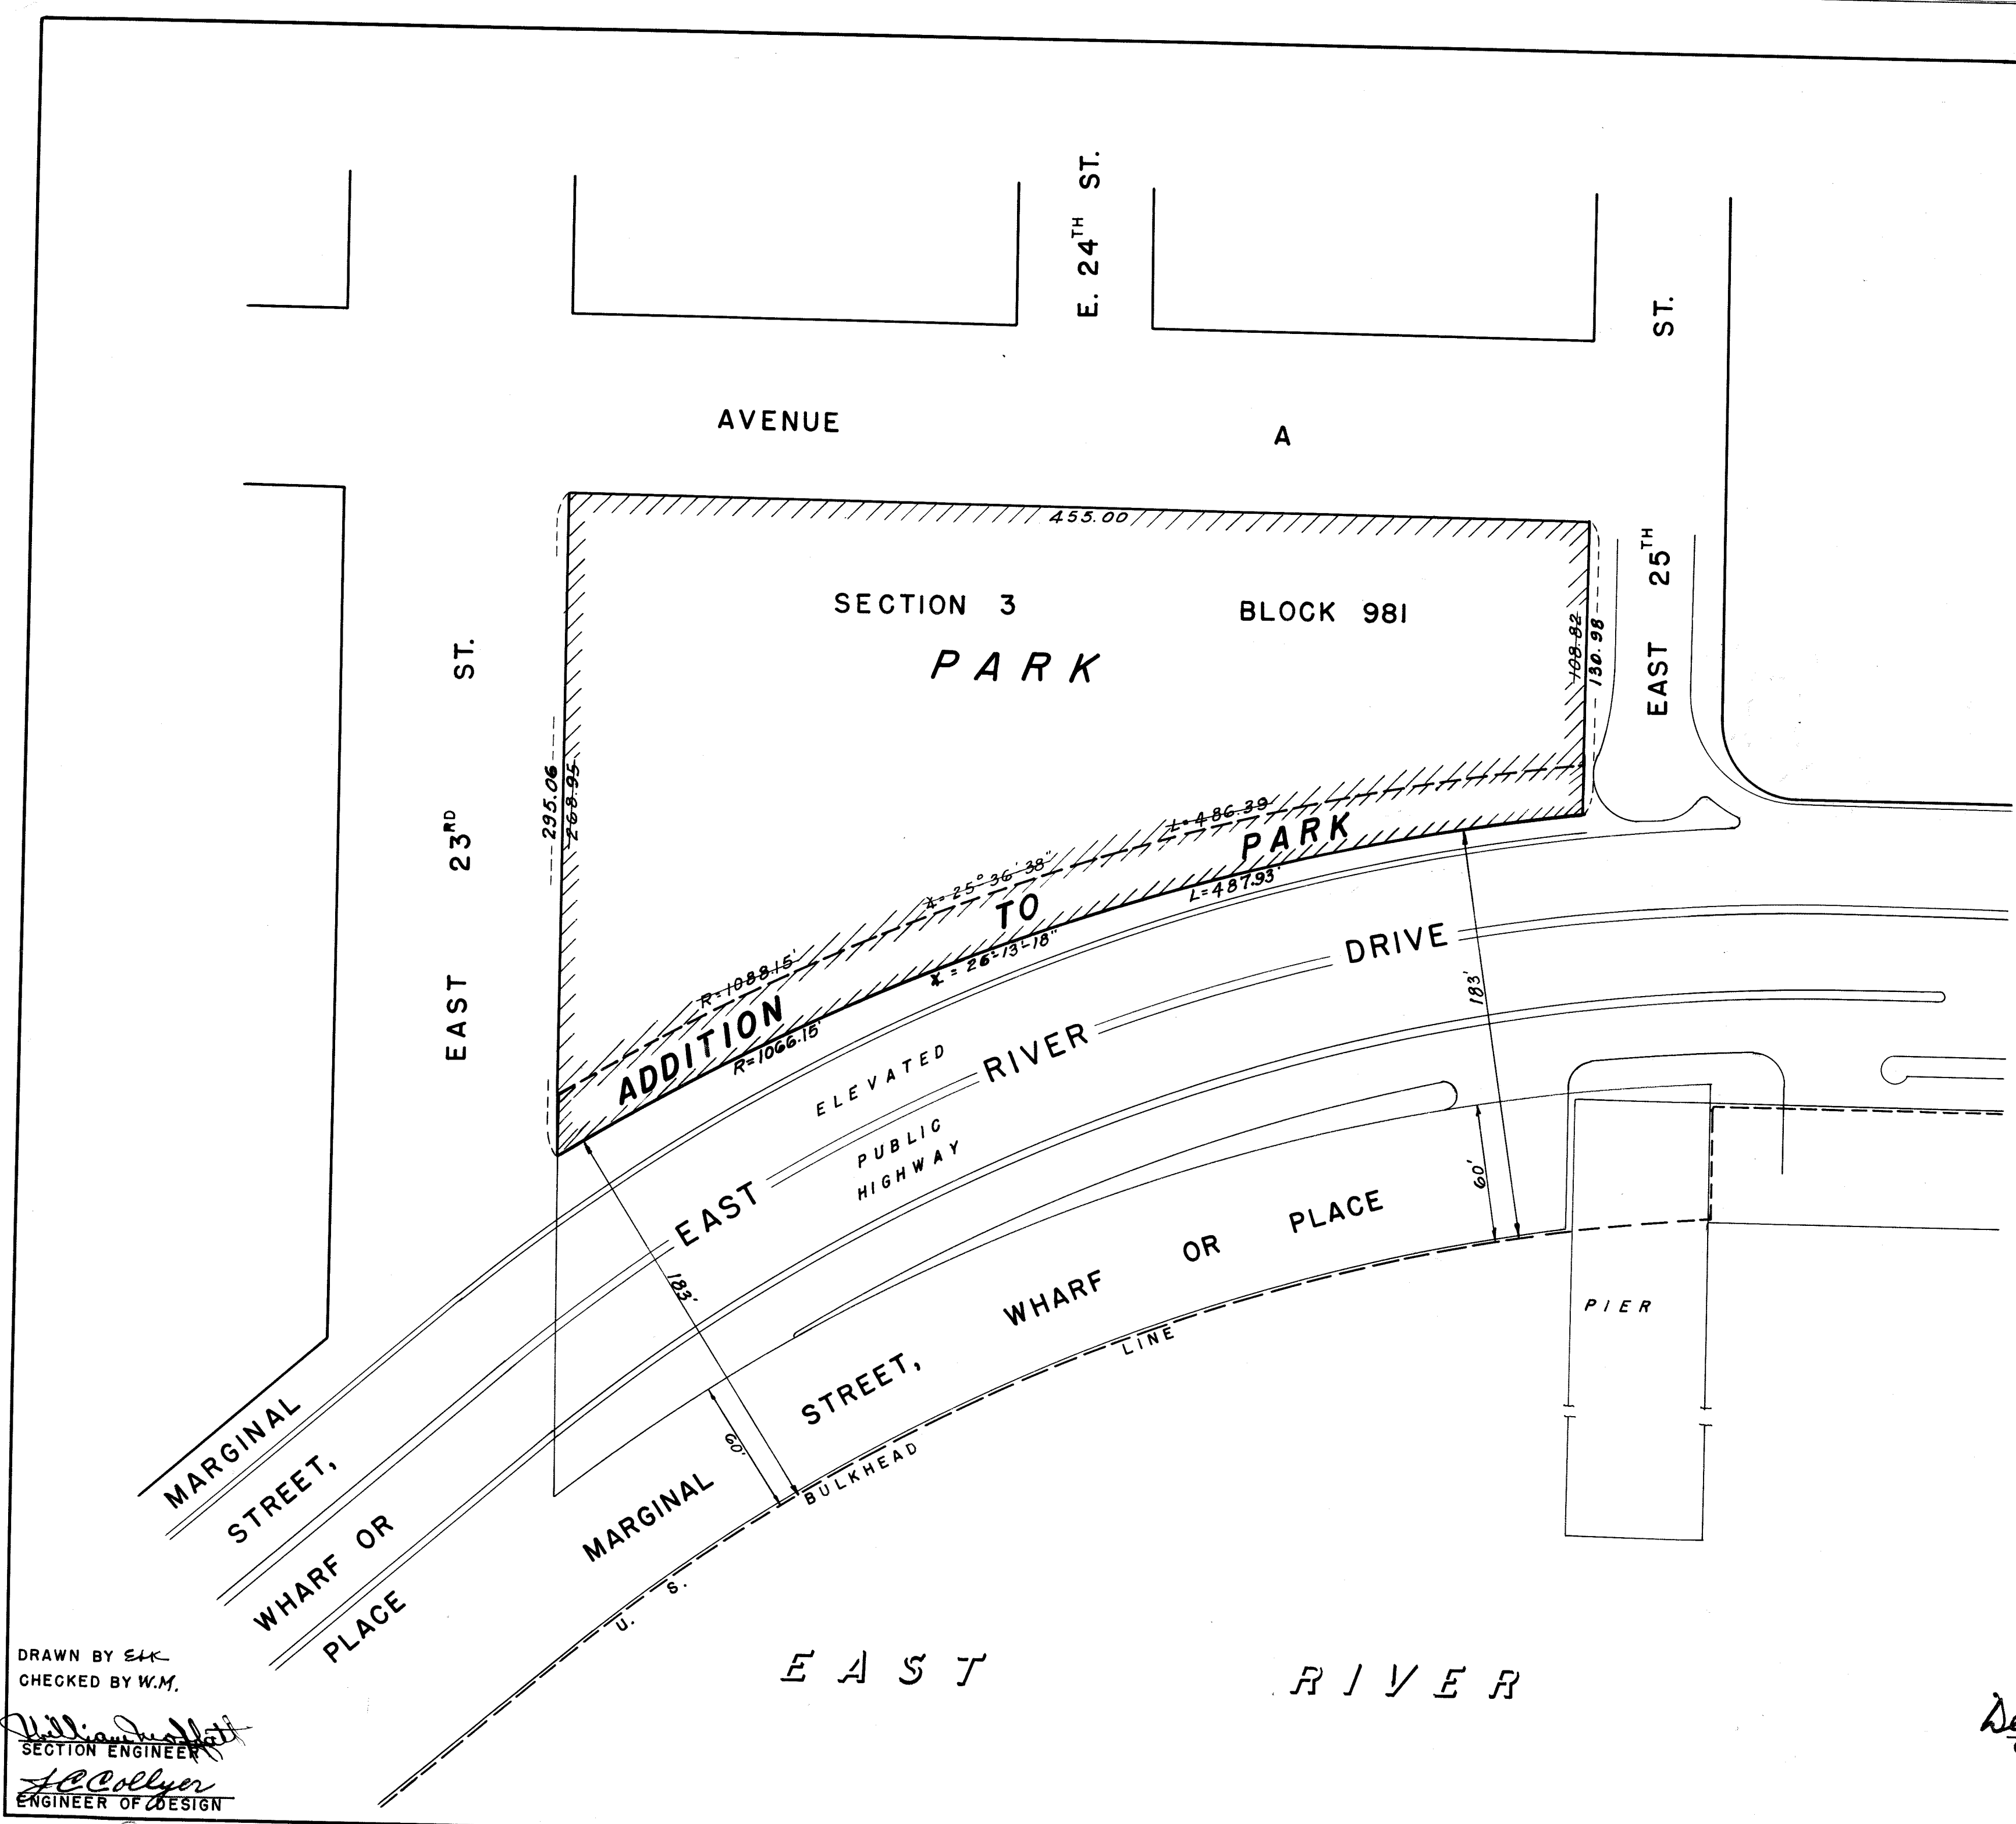 E. 24TH ST.
ST.
AVENUE A
455.00
SECTION 3 BLOCK 981
PARK
EAST 25TH
108.82
130.98
EAST 23RD ST.
295.06
268.95
L=486.39
∡=25°36'38"
R=1088.15'
ADDITION TO PARK
L=487.93'
∡ = 26°-13'-18"
R=1066.15'
EAST RIVER DRIVE
ELEVATED
PUBLIC
HIGHWAY
183'
183'
60'
60'
MARGINAL
STREET,
WHARF OR
PLACE
MARGINAL STREET, WHARF OR PLACE
U. S. BULKHEAD LINE
PIER
EAST RIVER
DRAWN BY
CHECKED BY W.M.
William Moffatt
SECTION ENGINEER
J C Collyer
ENGINEER OF DESIGN